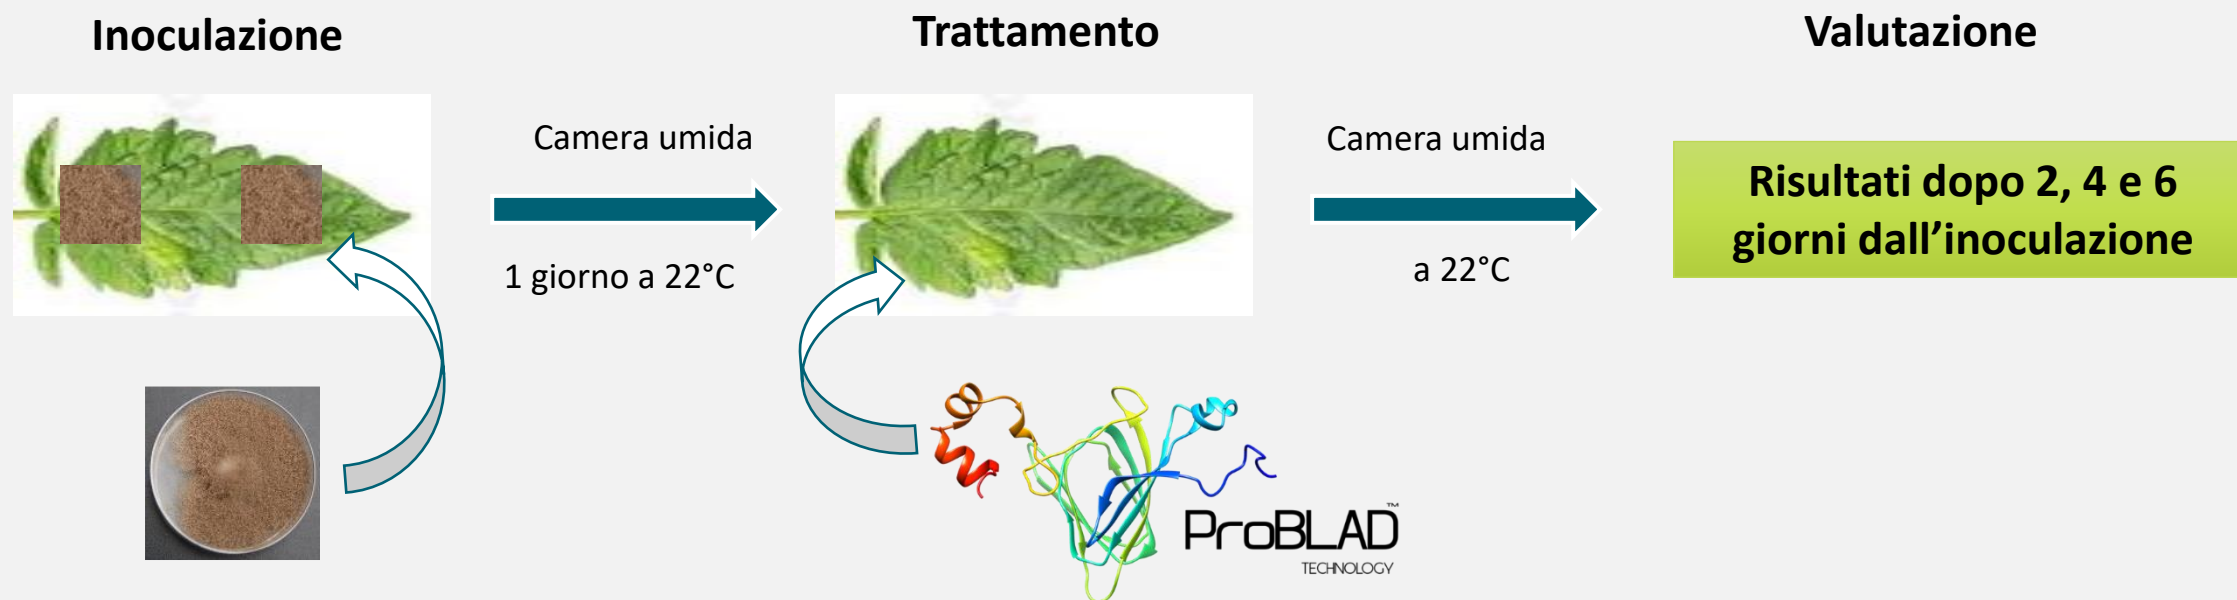 Inoculazione
Trattamento
Valutazione
Camera umida
1 giorno a 22°C
Camera umida
a 22°C
Risultati dopo 2, 4 e 6
giorni dall’inoculazione
ProBLAD™
TECHNOLOGY